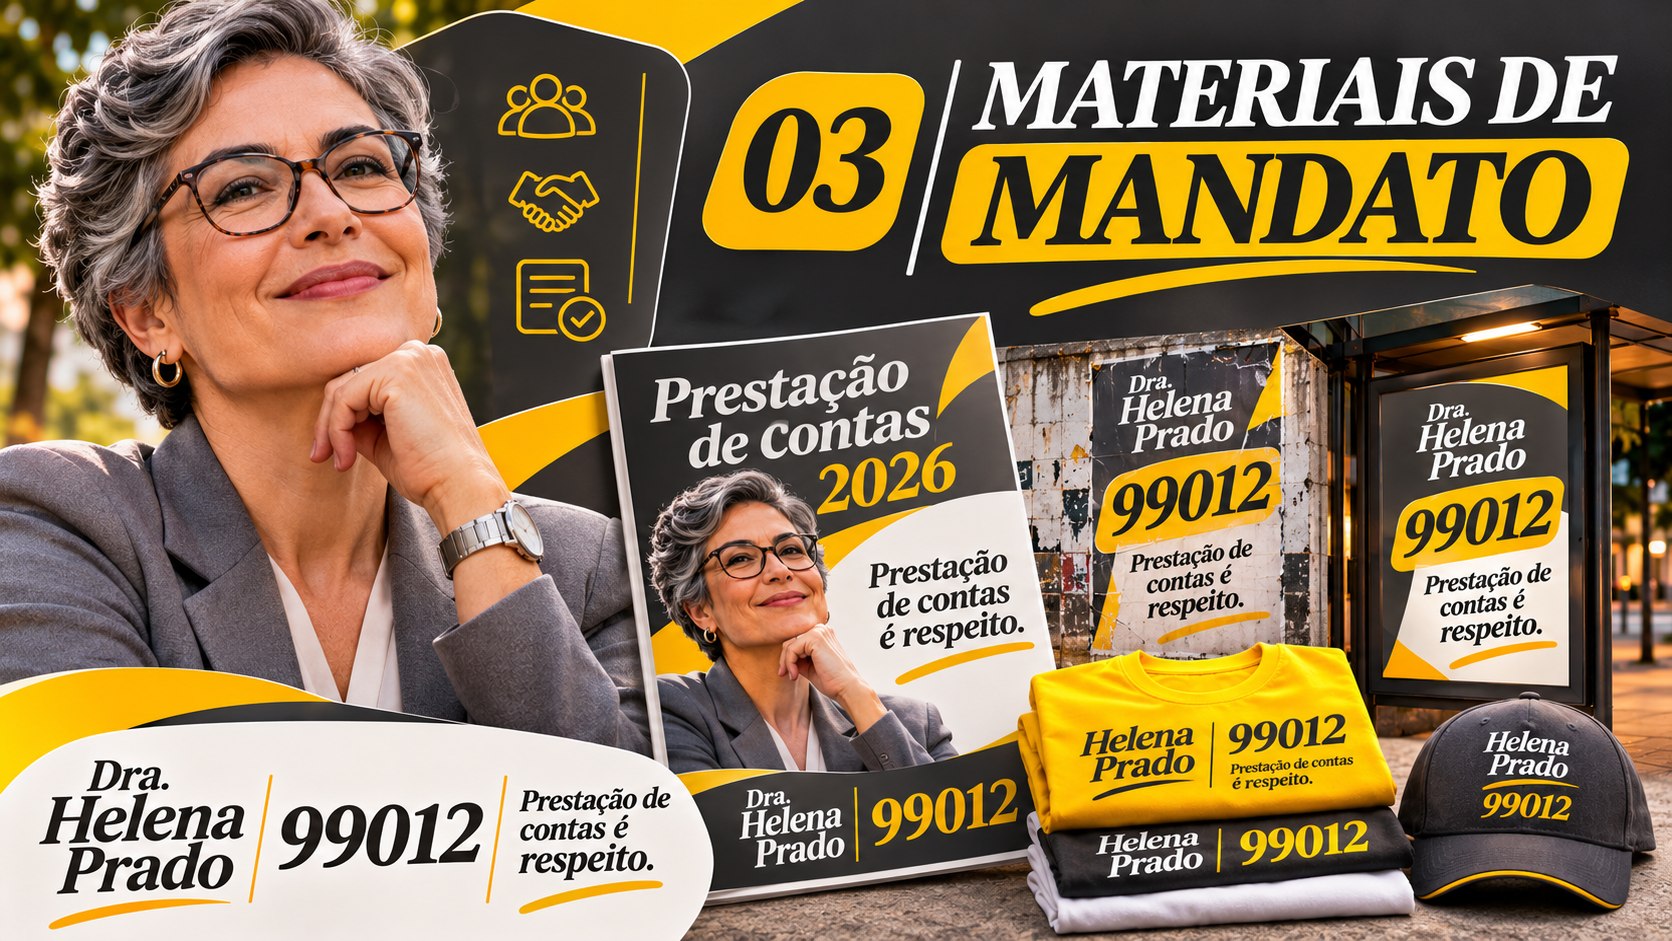 03
MATERIAIS DE
MANDATO
Prestação
de contas
2026
Prestação
de contas
é respeito.
Dra.
Helena
Prado
99012
Dra.
Helena
Prado
99012
Prestação de
contas é
respeito.
Dra.
Helena
Prado
99012
Prestação de
contas é
respeito.
Dra.
Helena
Prado
99012
Prestação de
contas é
respeito.
Helena
Prado
99012
Prestação de contas
é respeito.
Helena
Prado
99012
Helena
Prado
99012